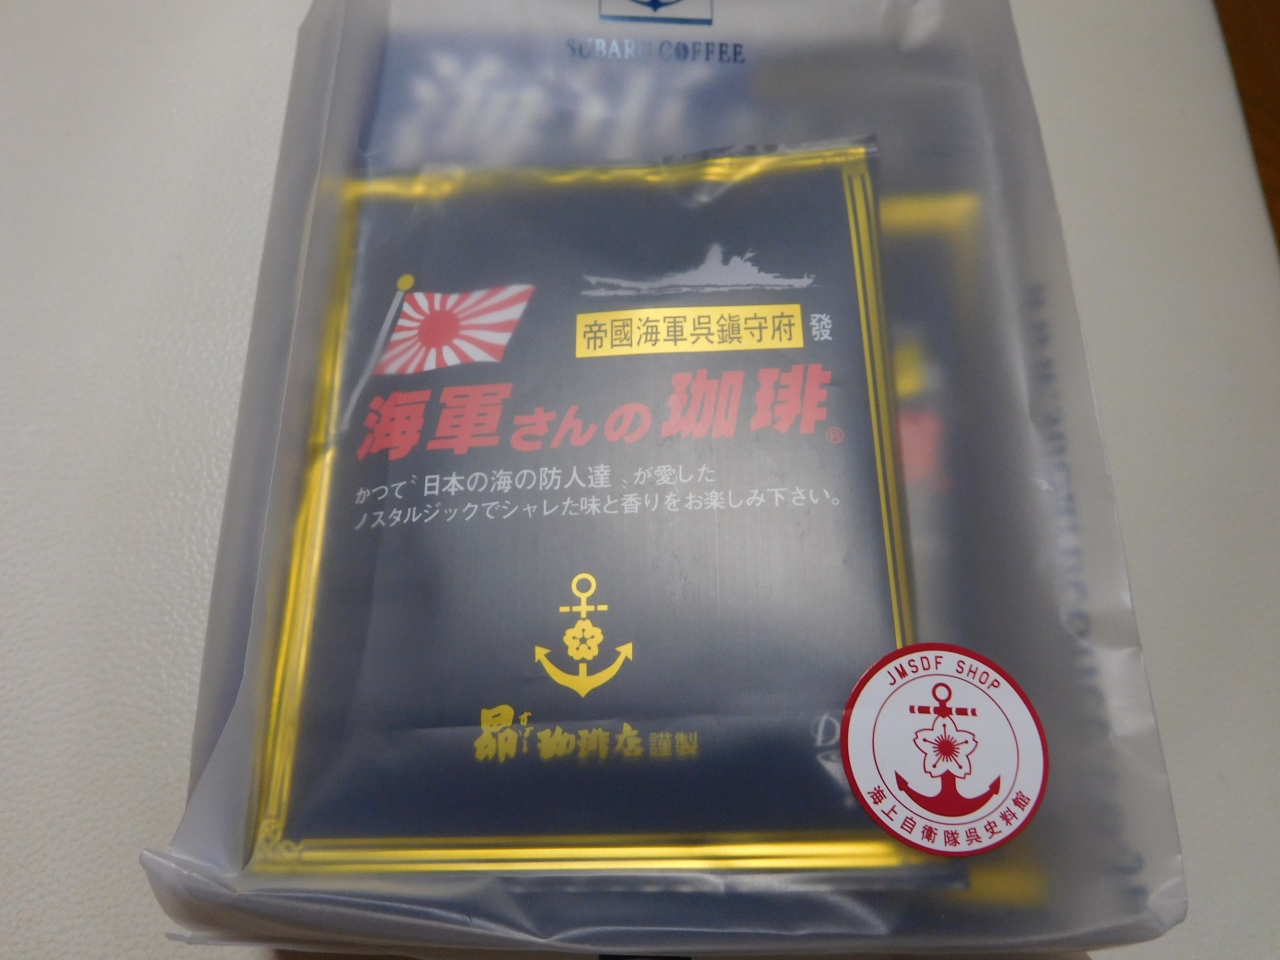 SUBARU COFFEE
帝國海軍呉鎮守府 發
海軍さんの珈琲®
かつて〝日本の海の防人達〟が愛した
ノスタルジックでシャレた味と香りをお楽しみ下さい。
昴すばる珈琲店謹製
JMSDF SHOP
海上自衛隊呉史料館